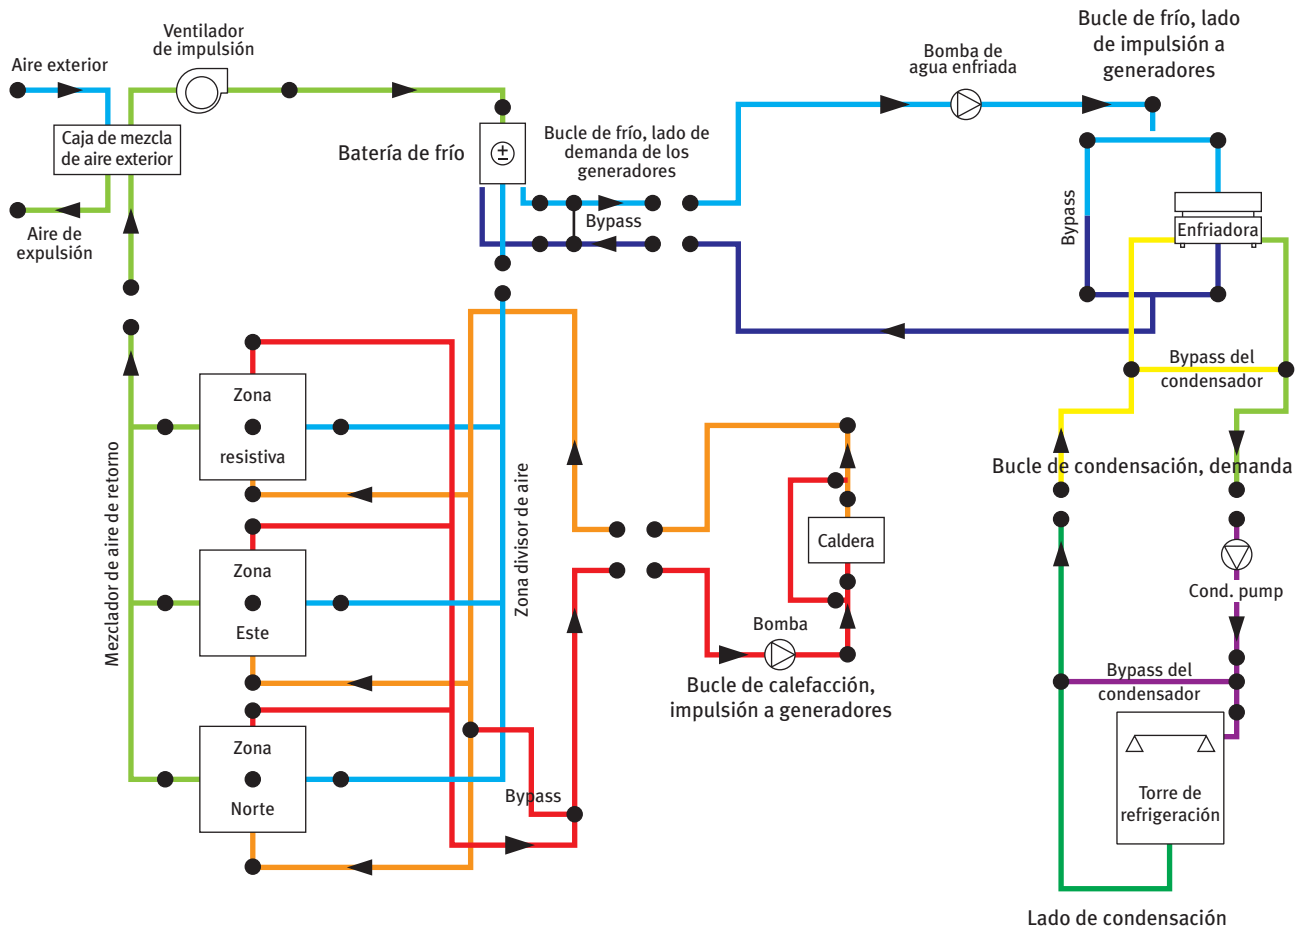 Ventilador
de impulsión
Aire exterior
Caja de mezcla
de aire exterior
Aire de
expulsión
Batería de frío
Bucle de frío, lado de
demanda de los
generadores
Bypass
Bomba de
agua enfriada
Bucle de frío, lado
de impulsión a
generadores
Bypass
Enfriadora
Bypass del
condensador
Bucle de condensación, demanda
Cond. pump
Bypass del
condensador
Torre de
refrigeración
Lado de condensación
Mezclador de aire de retorno
Zona
resistiva
Zona
Este
Zona
Norte
Zona divisor de aire
Bypass
Caldera
Bomba
Bucle de calefacción,
impulsión a generadores